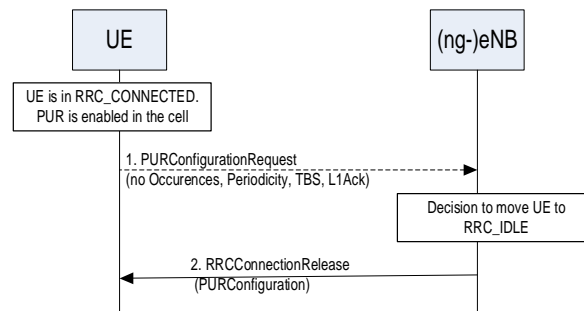 UE
(ng-)eNB
UE is in RRC_CONNECTED.
PUR is enabled in the cell
1. PURConfigurationRequest
(no Occurences, Periodicity, TBS, L1Ack)
Decision to move UE to
RRC_IDLE
2. RRCConnectionRelease
(PURConfiguration)